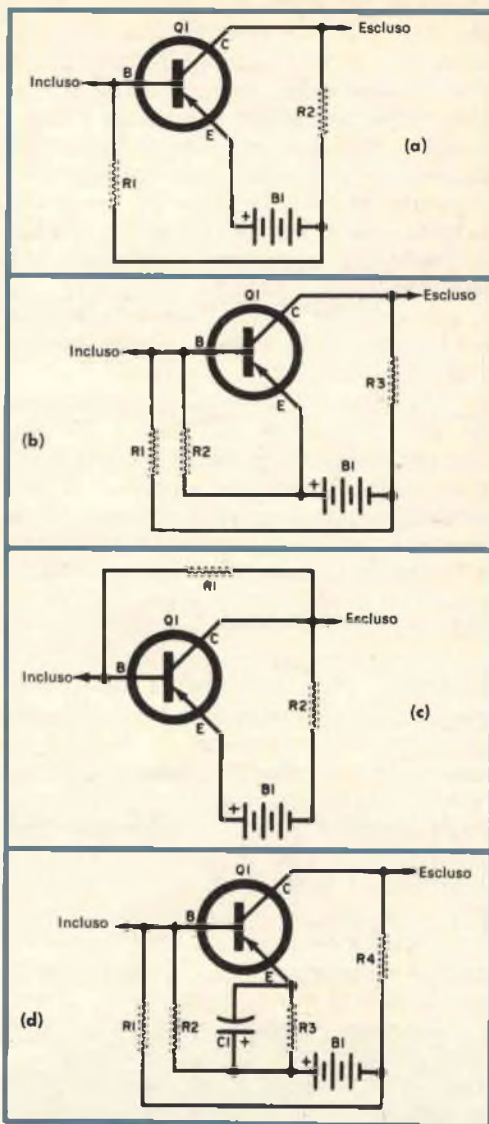 Q1
C
Escluso
Incluso
B
R2
E
(a)
R1
+
B1
Q1
C
Escluso
Incluso
B
R3
E
(b)
R1
R2
+
B1
R1
Q1
C
Escluso
Incluso
B
R2
(c)
E
+
B1
Q1
C
Escluso
Incluso
B
R4
E
(d)
R1
R2
C1
+
R3
+
B1